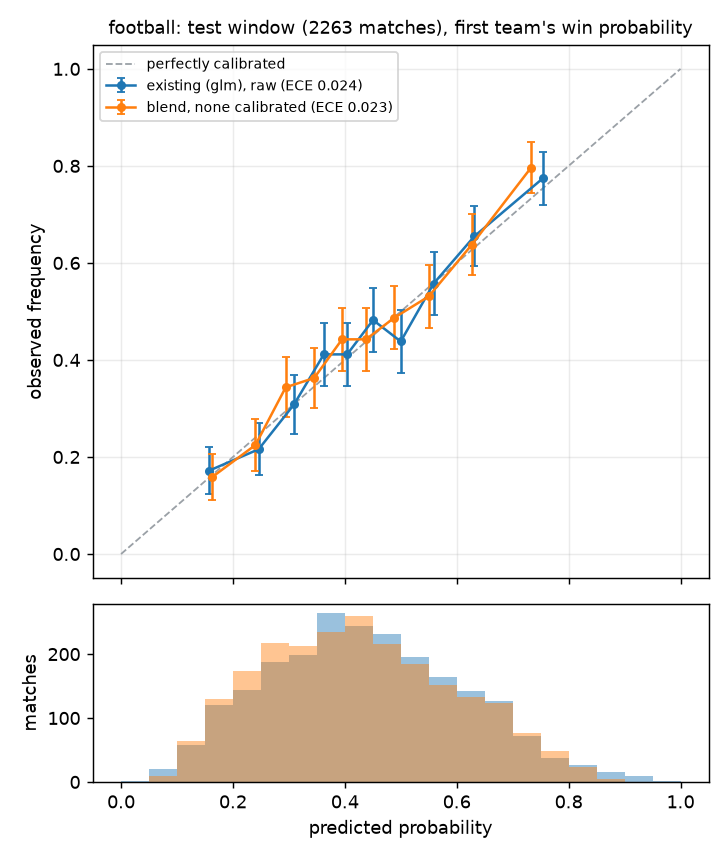 football: test window (2263 matches), first team's win probability
perfectly calibrated
existing (glm), raw (ECE 0.024)
blend, none calibrated (ECE 0.023)
1.0
0.8
0.6
0.4
0.2
0.0
observed frequency
200
100
0
matches
0.0 0.2 0.4 0.6 0.8 1.0
predicted probability